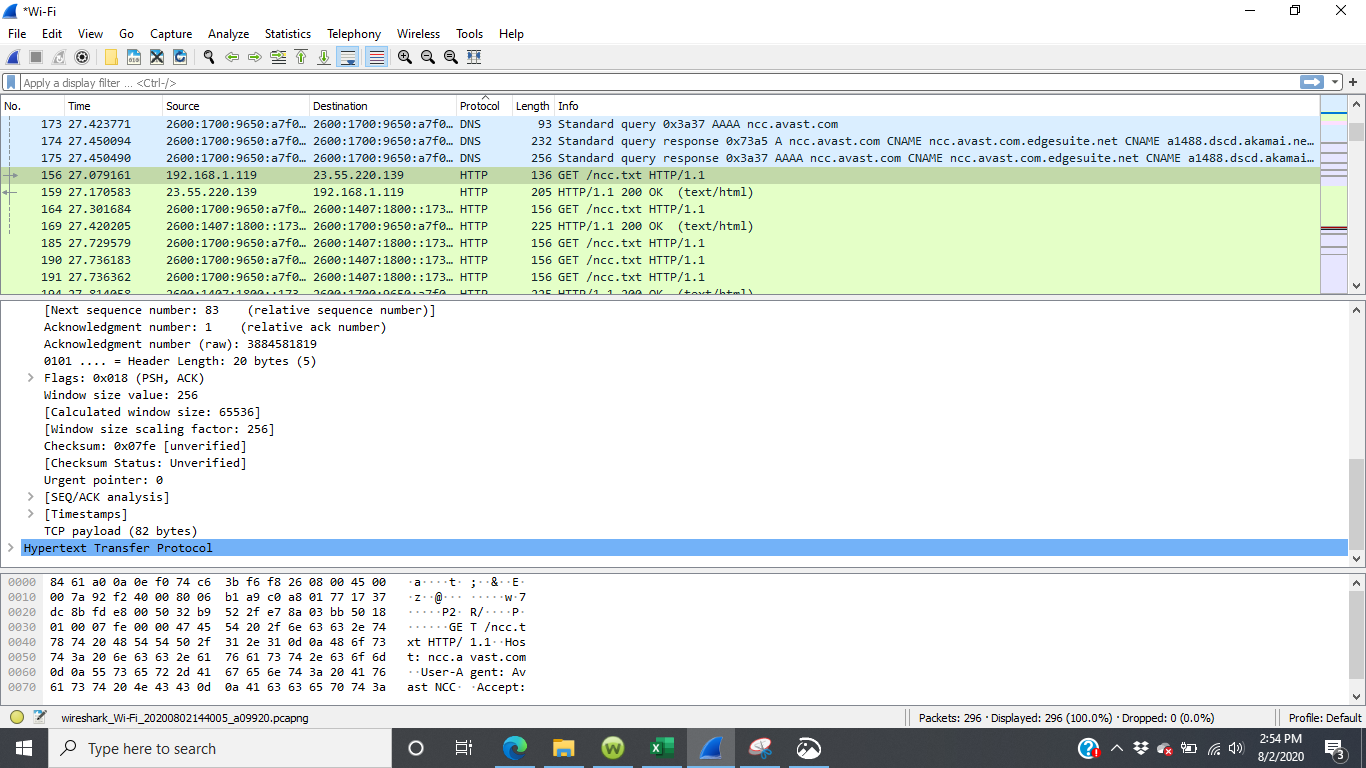 *Wi-Fi
File Edit View Go Capture Analyze Statistics Telephony Wireless Tools Help
Apply a display filter ... <Ctrl-/>
No. Time Source Destination Protocol Length Info
173 27.423771 2600:1700:9650:a7f0… 2600:1700:9650:a7f0… DNS 93 Standard query 0x3a37 AAAA ncc.avast.com
174 27.450094 2600:1700:9650:a7f0… 2600:1700:9650:a7f0… DNS 232 Standard query response 0x73a5 A ncc.avast.com CNAME ncc.avast.com.edgesuite.net CNAME a1488.dscd.akamai.ne…
175 27.450490 2600:1700:9650:a7f0… 2600:1700:9650:a7f0… DNS 256 Standard query response 0x3a37 AAAA ncc.avast.com CNAME ncc.avast.com.edgesuite.net CNAME a1488.dscd.akamai…
156 27.079161 192.168.1.119 23.55.220.139 HTTP 136 GET /ncc.txt HTTP/1.1
159 27.170583 23.55.220.139 192.168.1.119 HTTP 205 HTTP/1.1 200 OK (text/html)
164 27.301684 2600:1700:9650:a7f0… 2600:1407:1800::173… HTTP 156 GET /ncc.txt HTTP/1.1
169 27.420205 2600:1407:1800::173… 2600:1700:9650:a7f0… HTTP 225 HTTP/1.1 200 OK (text/html)
185 27.729579 2600:1700:9650:a7f0… 2600:1407:1800::173… HTTP 156 GET /ncc.txt HTTP/1.1
190 27.736183 2600:1700:9650:a7f0… 2600:1407:1800::173… HTTP 156 GET /ncc.txt HTTP/1.1
191 27.736362 2600:1700:9650:a7f0… 2600:1407:1800::173… HTTP 156 GET /ncc.txt HTTP/1.1
194 27.814058 2600:1407:1800::173… 2600:1700:9650:a7f0… HTTP 225 HTTP/1.1 200 OK (text/html)
[Next sequence number: 83 (relative sequence number)]
Acknowledgment number: 1 (relative ack number)
Acknowledgment number (raw): 3884581819
0101 .... = Header Length: 20 bytes (5)
Flags: 0x018 (PSH, ACK)
Window size value: 256
[Calculated window size: 65536]
[Window size scaling factor: 256]
Checksum: 0x07fe [unverified]
[Checksum Status: Unverified]
Urgent pointer: 0
[SEQ/ACK analysis]
[Timestamps]
TCP payload (82 bytes)
Hypertext Transfer Protocol
0000 84 61 a0 0a 0e f0 74 c6 3b f6 f8 26 08 00 45 00 ·a····t· ;··&··E·
0010 00 7a 92 f2 40 00 80 06 b1 a9 c0 a8 01 77 17 37 ·z··@··· ·····w·7
0020 dc 8b fd e8 00 50 32 b9 52 2f e7 8a 03 bb 50 18 ·····P2· R/····P·
0030 01 00 07 fe 00 00 47 45 54 20 2f 6e 63 63 2e 74 ······GE T /ncc.t
0040 78 74 20 48 54 54 50 2f 31 2e 31 0d 0a 48 6f 73 xt HTTP/ 1.1··Hos
0050 74 3a 20 6e 63 63 2e 61 76 61 73 74 2e 63 6f 6d t: ncc.a vast.com
0060 0d 0a 55 73 65 72 2d 41 67 65 6e 74 3a 20 41 76 ··User-A gent: Av
0070 61 73 74 20 4e 43 43 0d 0a 41 63 63 65 70 74 3a ast NCC· ·Accept:
wireshark_Wi-Fi_20200802144005_a09920.pcapng Packets: 296 · Displayed: 296 (100.0%) · Dropped: 0 (0.0%) Profile: Default
Type here to search
2:54 PM
8/2/2020
3